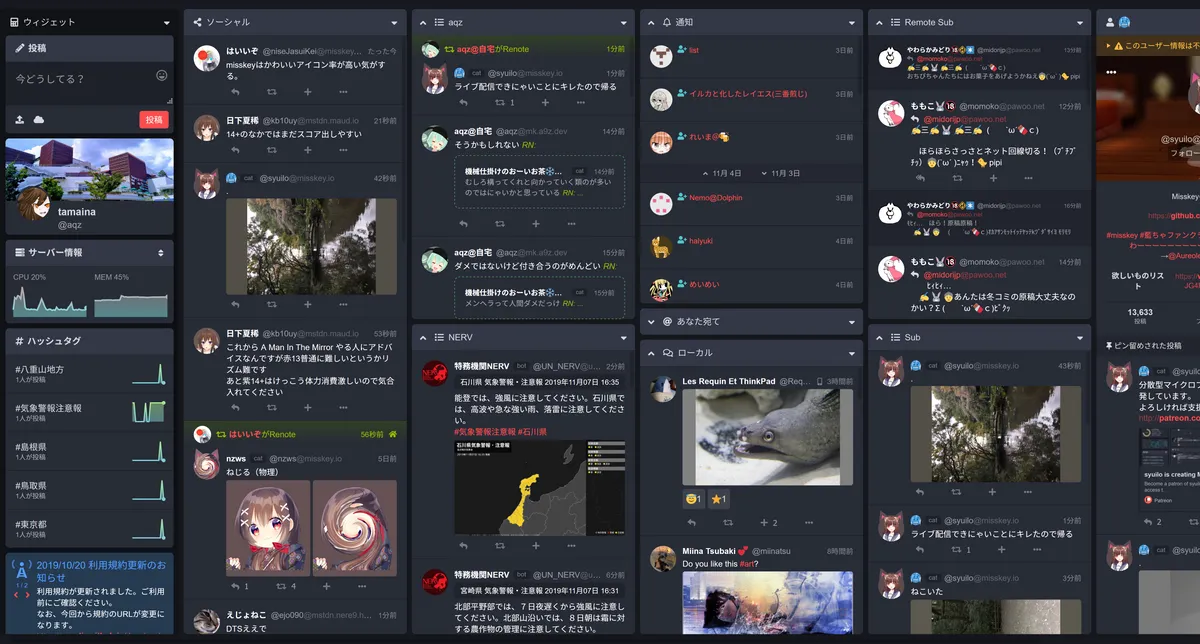 ウィジェット
投稿
今どうしてる?
投稿
tamaina
@aqz
サーバー情報
CPU 20%
MEM 45%
ハッシュタグ
#八重山地方
1人が投稿
#気象警報注意報
1人が投稿
#島根県
1人が投稿
#鳥取県
1人が投稿
#東京都
1人が投稿
2019/10/20 利用規約更新のお
知らせ
1/2
利用規約が更新されました。ご利用
前にご確認ください。
なお、今回から規約のURLが変更に
なります。
ソーシャル
はいいぞ @niseJasuiKei@misskey... たった今
misskeyはかわいいアイコン率が高い気がす
る。
日下夏稀 @kb10uy@mstdn.maud.io 21秒前
14+のなかではまだスコア出しやすい
cat @syuilo@misskey.io 42秒前
日下夏稀 @kb10uy@mstdn.maud.io 53秒前
これから A Man In The Mirror やる人にアドバ
イスなんですが赤13普通に難しいというかリ
ズム難です
あと紫14+はけっこう体力消費激しいので気合
入れてください
はいいぞがRenote 56秒前
nzws cat @nzws@misskey.io 5日前
ねじる（物理）
1 4
えじょねこ @ejo090@mstdn.nere9.h... 1分前
DTSええで
aqz
aqz@自宅がRenote 1分前
cat @syuilo@misskey.io 1分前
ライブ配信できにゃいことにキレたので帰る
1
aqz@自宅 @aqz@mk.a9z.dev 14分前
そうかもしれない RN:
機械仕掛けのおーいお茶❄... cat 14分前
むしろ構ってくれと向かっていく類のが多い
のではにゃいかと思っている RN: ...
aqz@自宅 @aqz@mk.a9z.dev 15分前
ダメではないけど付き合うのがめんどい RN:
機械仕掛けのおーいお茶❄... cat 15分前
メンヘラって人間ダメだっけ RN: ...
NERV
特務機関NERV bot @UN_NERV@u... 2分前
石川県 気象警報・注意報 2019年11月07日 16:35
能登では、強風に注意してください。石川県
では、高波や急な強い雨、落雷に注意してくださ
い。
#気象警報注意報 #石川県
石川県気象警報・注意報
特務機関NERV bot @UN_NERV@u... 6分前
宮崎県 気象警報・注意報 2019年11月07日 16:31
北部平野部では、７日夜遅くから強風に注意し
てください。北部山沿いでは、８日朝は霜に対
する農作物の管理に注意してください。
通知
list 3日前
イルカと化したレイエス(三番煎じ) 3日前
れいま@ 3日前
11月 4日 11月 3日
Nemo@Dolphin 3日前
halyuki 4日前
めいめい 4日前
あなた宛て
ローカル
Les Requin Et ThinkPad @Req... 3時間前
1 1
2
Miina Tsubaki @miinatsu 8時間前
Do you like this #art?
Remote Sub
やわらかみどり @midorijp@pawoo.net 13分前
@momoko@pawoo.net
おちびちゃんたちにはお菓子をあげようかねえ pipi
ももこ @momoko@pawoo.net 12分前
@midorijp@pawoo.net
ほらほらさっさとネット回線切る！
pipi
やわらかみどり @midorijp@pawoo.net 16分前
@momoko@pawoo.net
ほら！原稿原稿！
ももこ @momoko@pawoo.net 14分前
@midorijp@pawoo.net
ﾋｨﾋｨ...
あんたは冬コミの原稿大丈夫なの
かい？
Sub
cat @syuilo@misskey.io 43秒前
cat @syuilo@misskey.io 1分前
ライブ配信できにゃいことにキレたので帰る
1
cat @syuilo@misskey.io 3分前
ねこいた
このユーザー情報は不
@syuilo@
フォロー
Misskey
https://github.c
#misskey #藍ちゃファンク
→@Aureole
欲しいものリス
ト
13,633
投稿
ピン留めされた投稿
cat @syuilo
分散型マイクロブ
発しています。
よろしければ支援
http://patreon.co
syuilo is creating M
Become a patron of syuilo
access t
Patreon
2
cat @syuilo